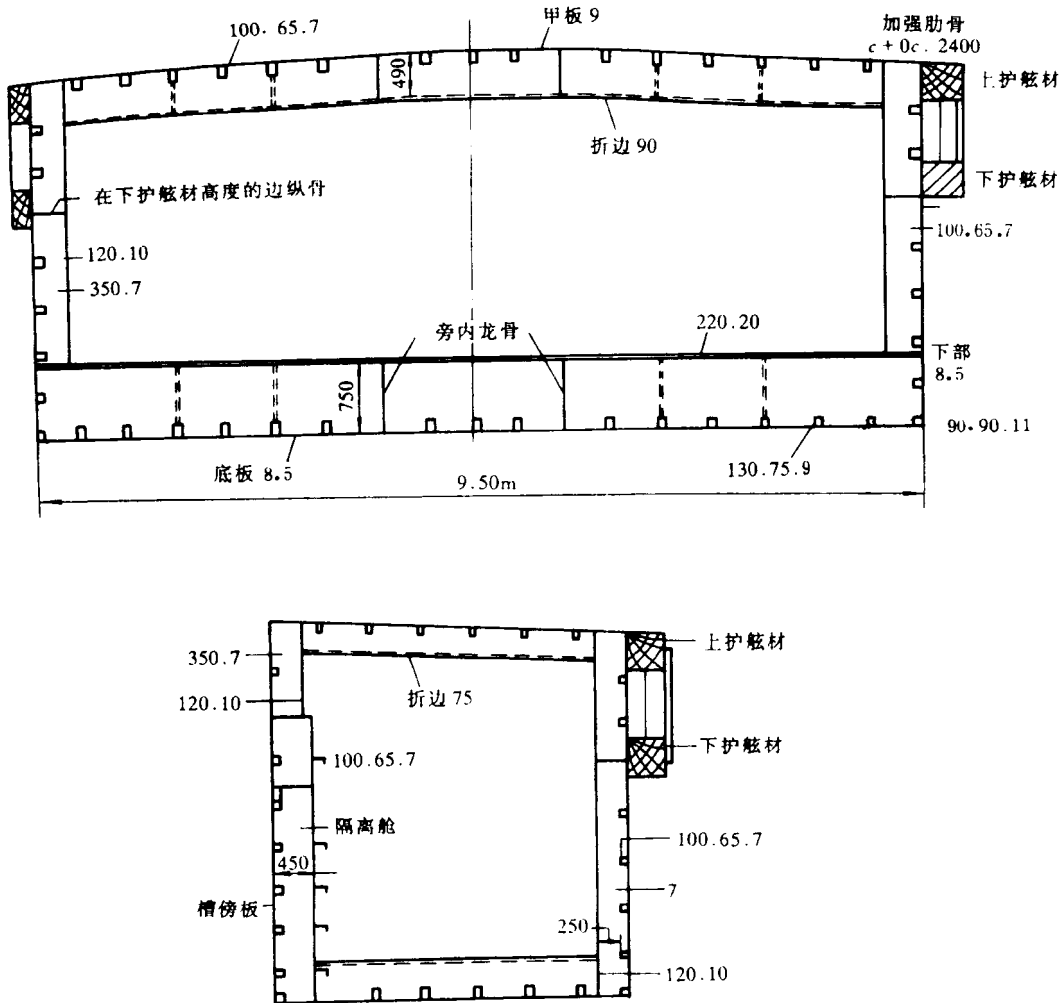 甲板 9
100. 65.7
加强肋骨
c + 0c. 2400
490
上护舷材
折边 90
下护舷材
在下护舷材高度的边纵骨
100.65.7
120.10
350.7
旁内龙骨
220.20
下部
8.5
750
90.90.11
底板 8.5
130.75.9
9.50m
上护舷材
350.7
折边 75
120.10
下护舷材
100.65.7
隔离舱
100.65.7
450
7
槽傍板
250
120.10